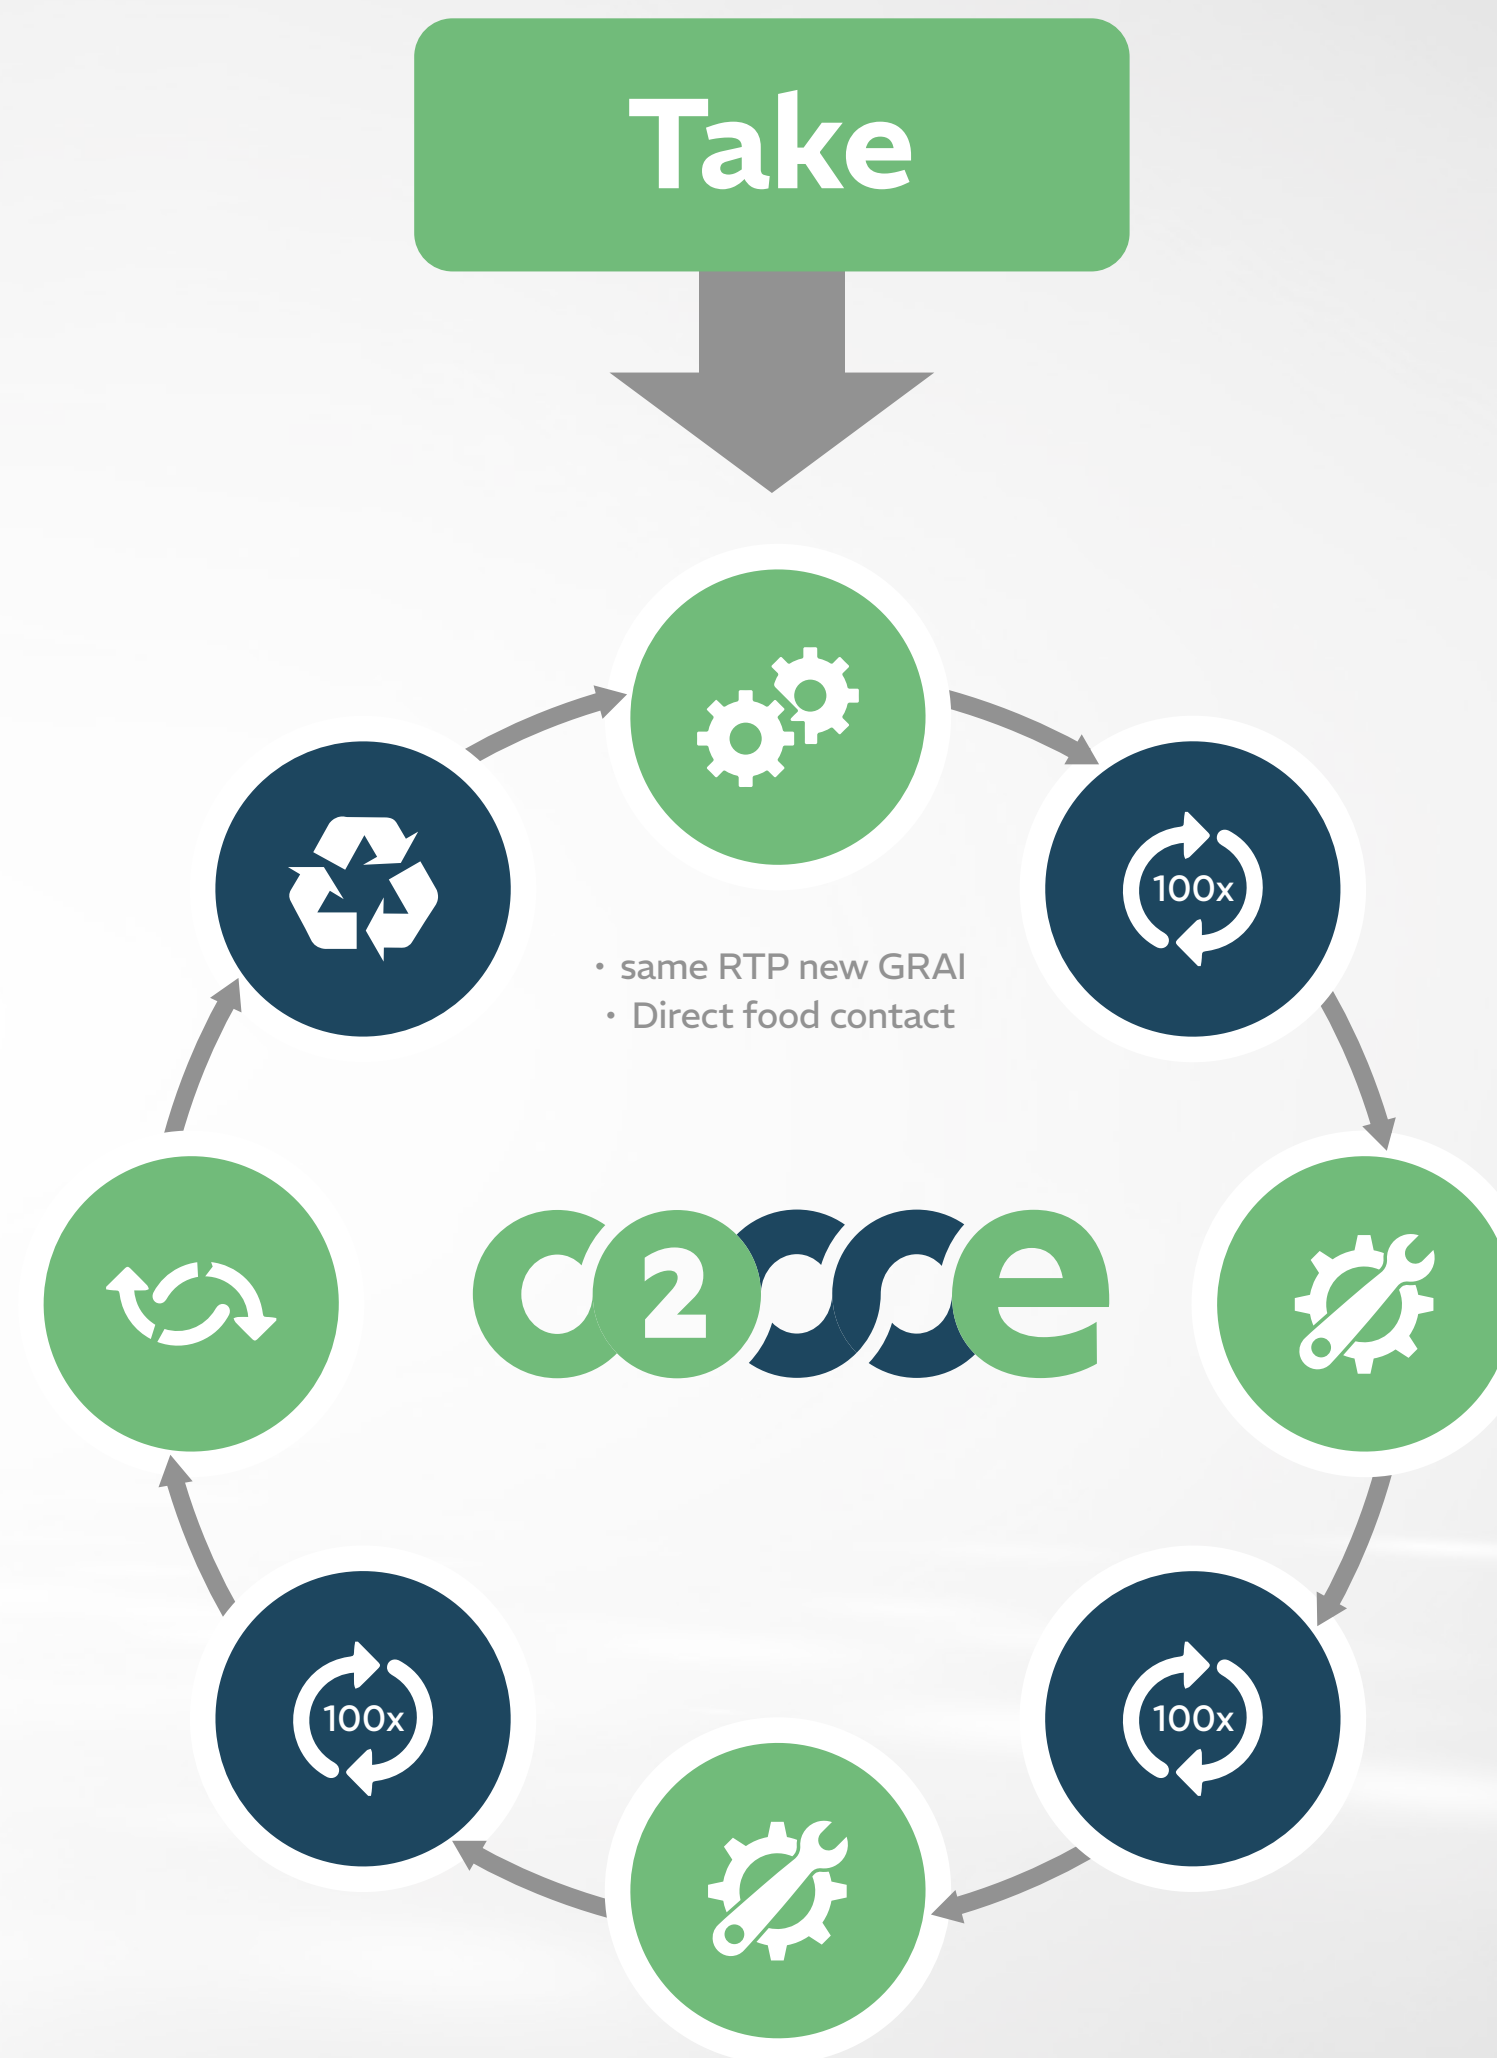 Take
100x
• same RTP new GRAI
• Direct food contact
c2cce
100x
100x